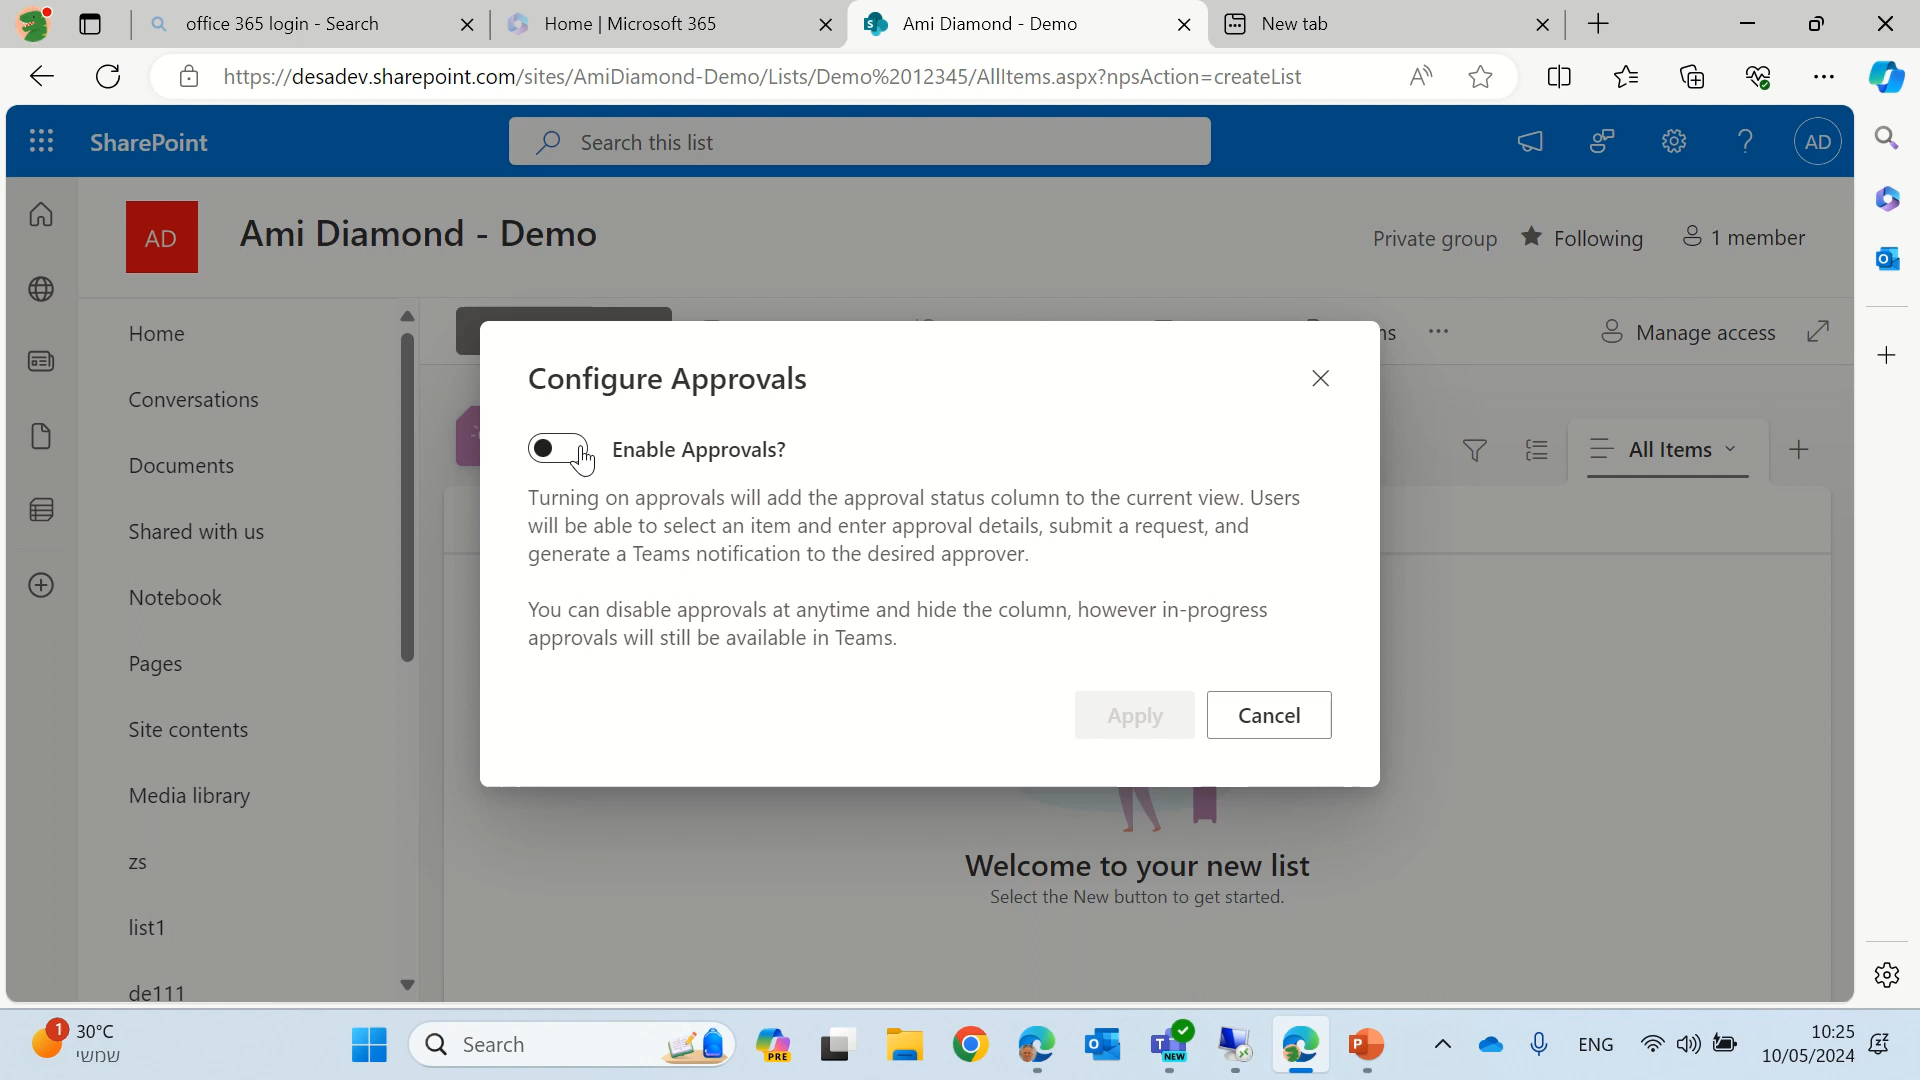 office 365 login - Search
Home | Microsoft 365
Ami Diamond - Demo
New tab
https://desadev.sharepoint.com/sites/AmiDiamond-Demo/Lists/Demo%2012345/AllItems.aspx?npsAction=createList
SharePoint
Search this list
AD
AD
Ami Diamond - Demo
Private group
Following
1 member
Home
Conversations
Documents
Shared with us
Notebook
Pages
Site contents
Media library
zs
list1
de111
Manage access
All Items
Configure Approvals
Enable Approvals?
Turning on approvals will add the approval status column to the current view. Users
will be able to select an item and enter approval details, submit a request, and
generate a Teams notification to the desired approver.
You can disable approvals at anytime and hide the column, however in-progress
approvals will still be available in Teams.
Apply
Cancel
Welcome to your new list
Select the New button to get started.
1
30°C
שמשי
Search
PRE
NEW
ENG
10:25
10/05/2024